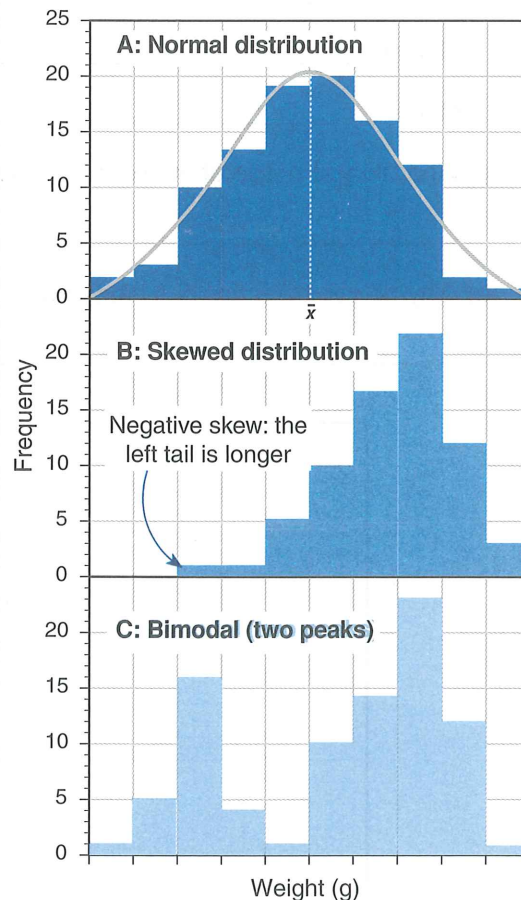 25
A: Normal distribution
20
15
10
5
0
x̄
B: Skewed distribution
20
Frequency
15
Negative skew: the
left tail is longer
10
5
0
C: Bimodal (two peaks)
20
15
10
5
0
Weight (g)